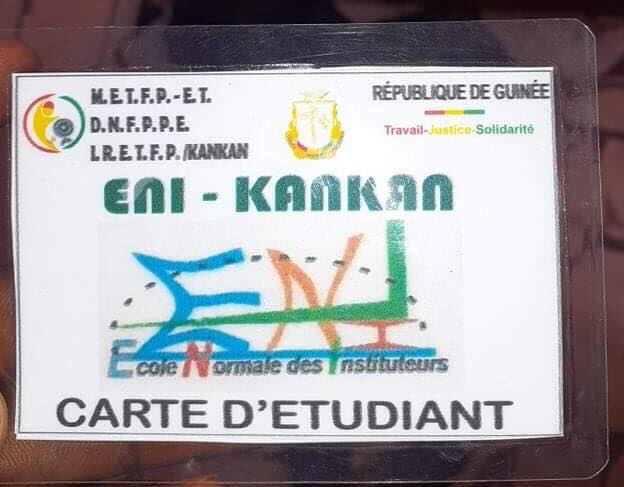 M.E.T.F.P.-E.T.
D.N.F.P.P.E.
I.R.E.T.F.P./KANKAN
RÉPUBLIQUE DE GUINÉE
Travail-Justice-Solidarité
ENI - KANKAN
ENI
Ecole Normale des Instituteurs
CARTE D'ETUDIANT